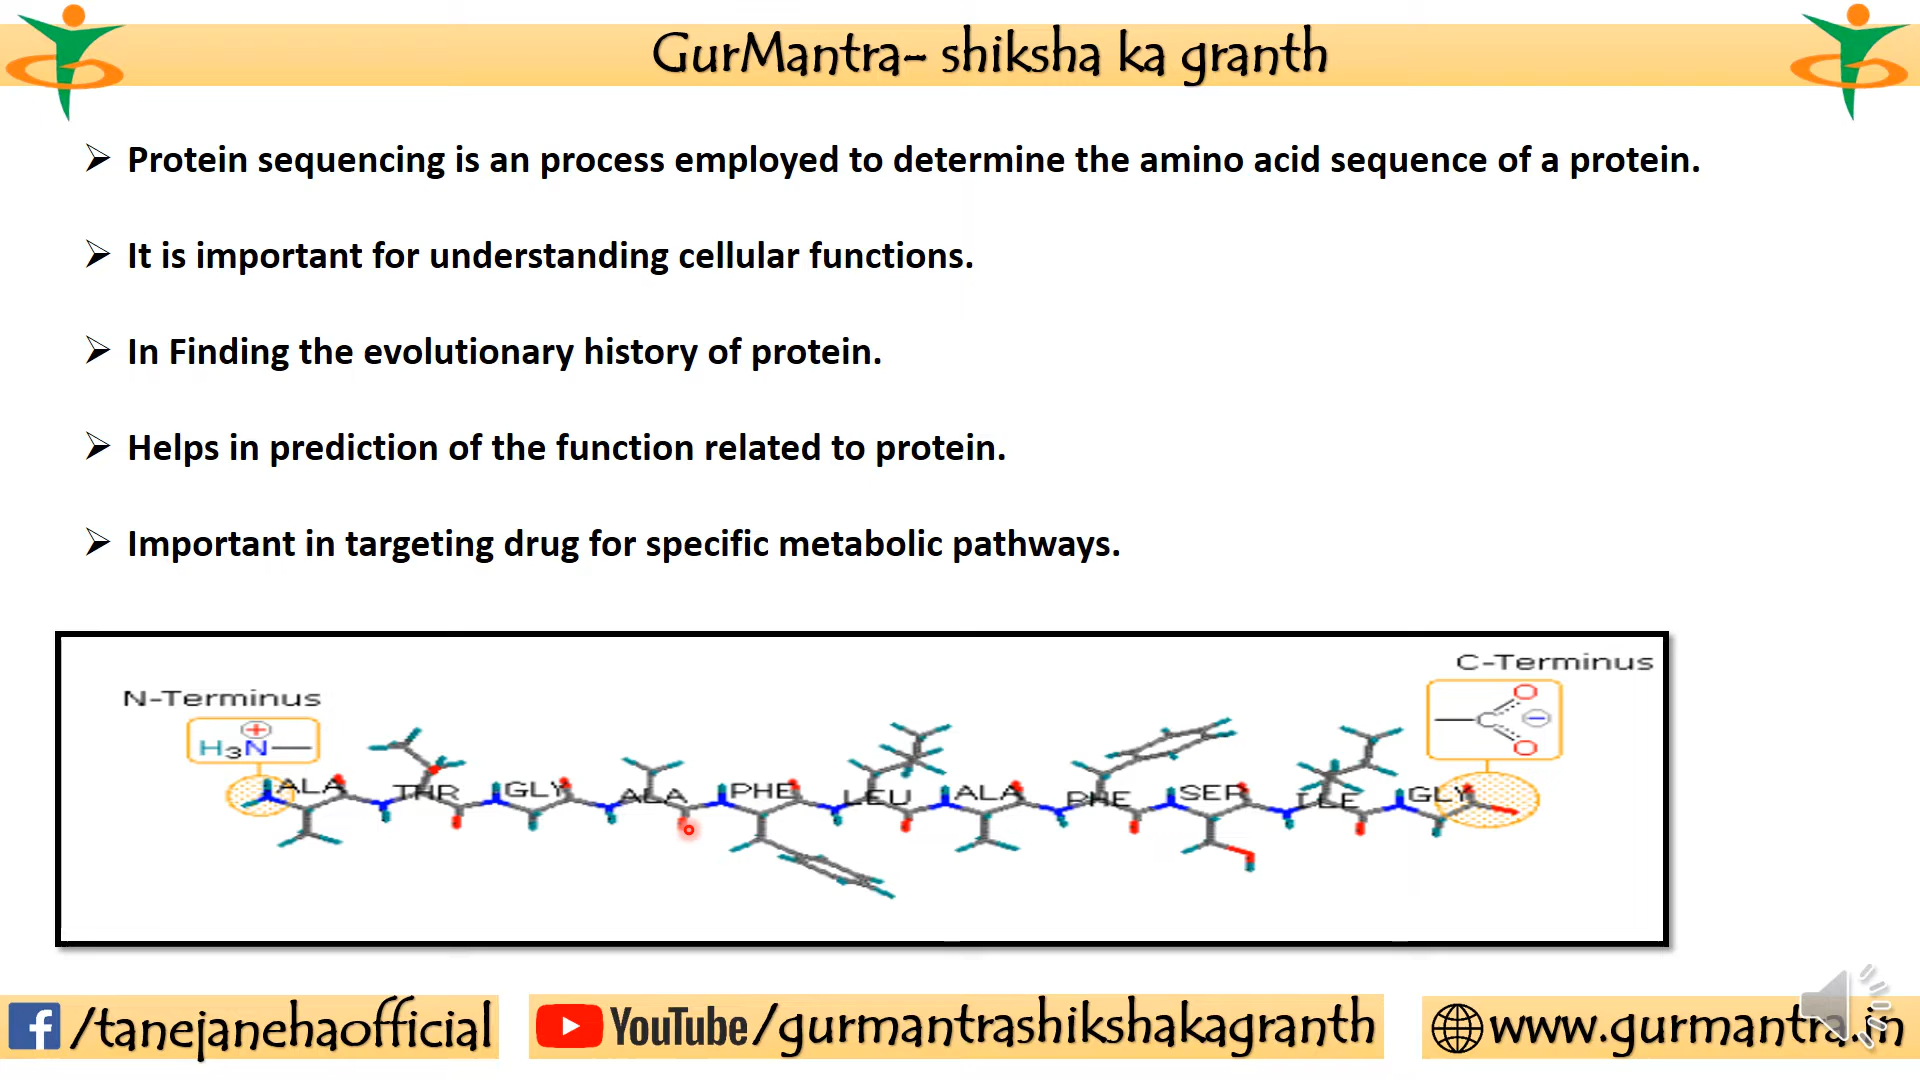 GurMantra- shiksha ka granth
Protein sequencing is an process employed to determine the amino acid sequence of a protein.
It is important for understanding cellular functions.
In Finding the evolutionary history of protein.
Helps in prediction of the function related to protein.
Important in targeting drug for specific metabolic pathways.
C-Terminus
N-Terminus
H3N +
C O O −
ALA THR GLY ALA PHE LEU ALA PHE SER ILE GLY
f /tanejanehaofficial
YouTube /gurmantrashikshakagranth
www.gurmantra.in